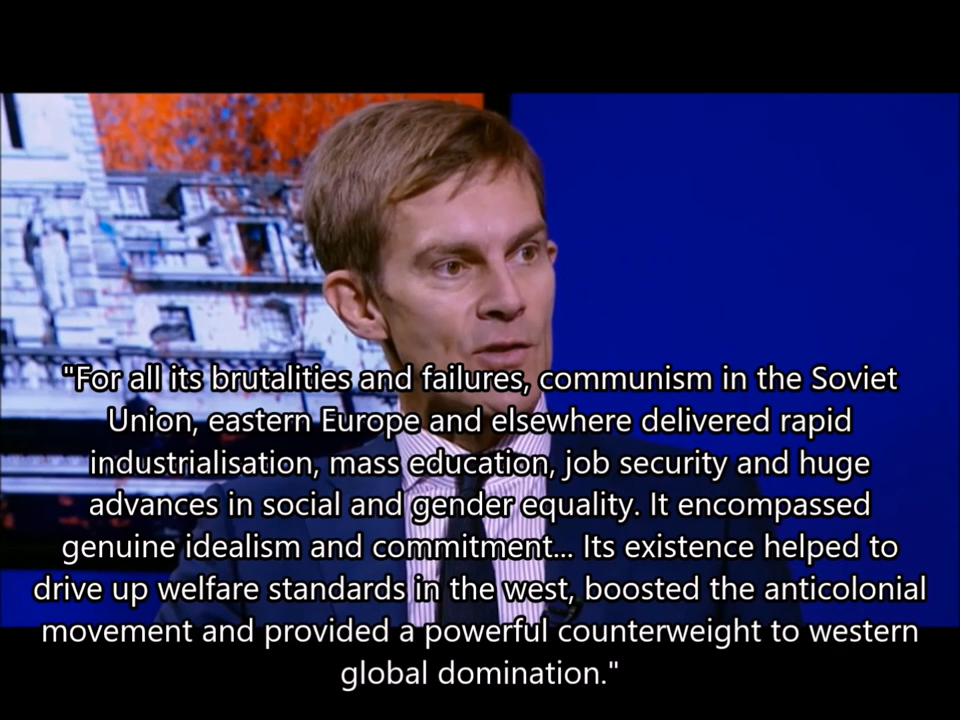 "For all its brutalities and failures, communism in the Soviet
Union, eastern Europe and elsewhere delivered rapid
industrialisation, mass education, job security and huge
advances in social and gender equality. It encompassed
genuine idealism and commitment... Its existence helped to
drive up welfare standards in the west, boosted the anticolonial
movement and provided a powerful counterweight to western
global domination."